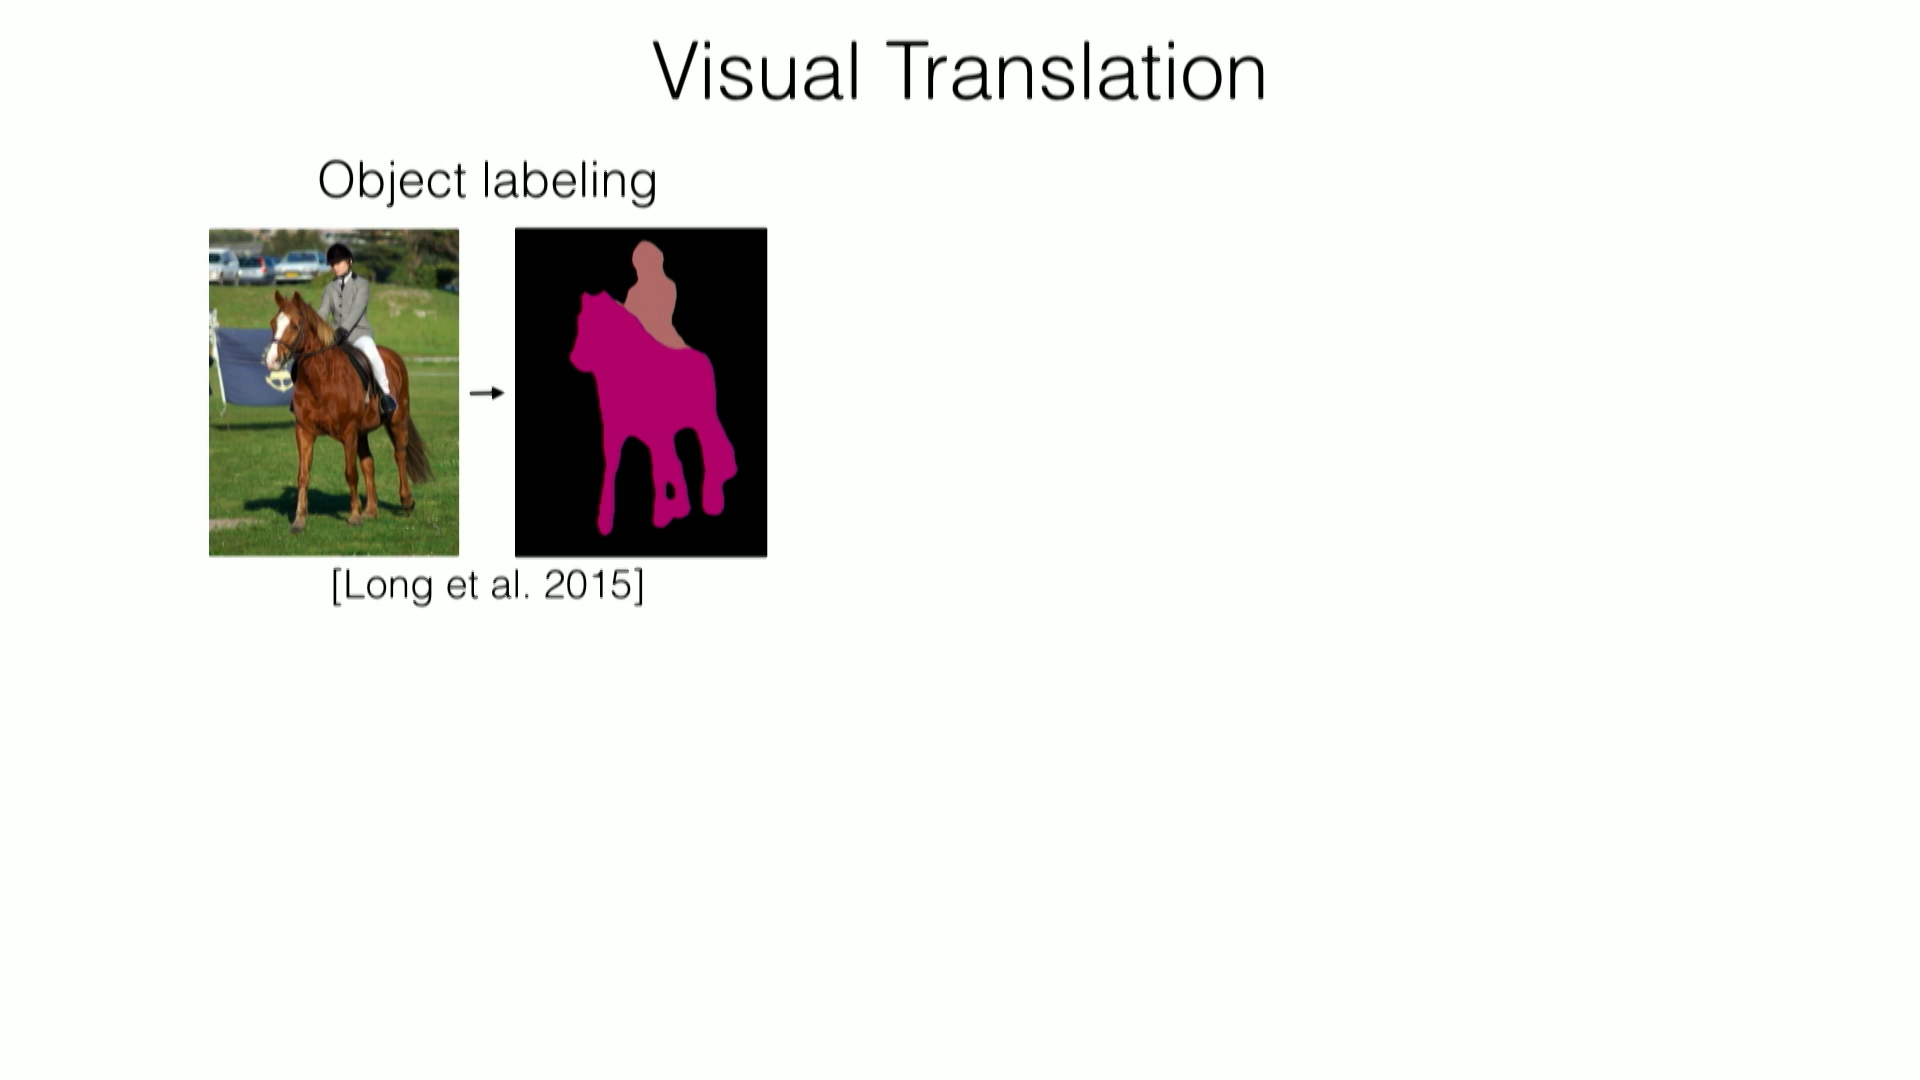 Visual Translation
Object labeling
[Long et al. 2015]